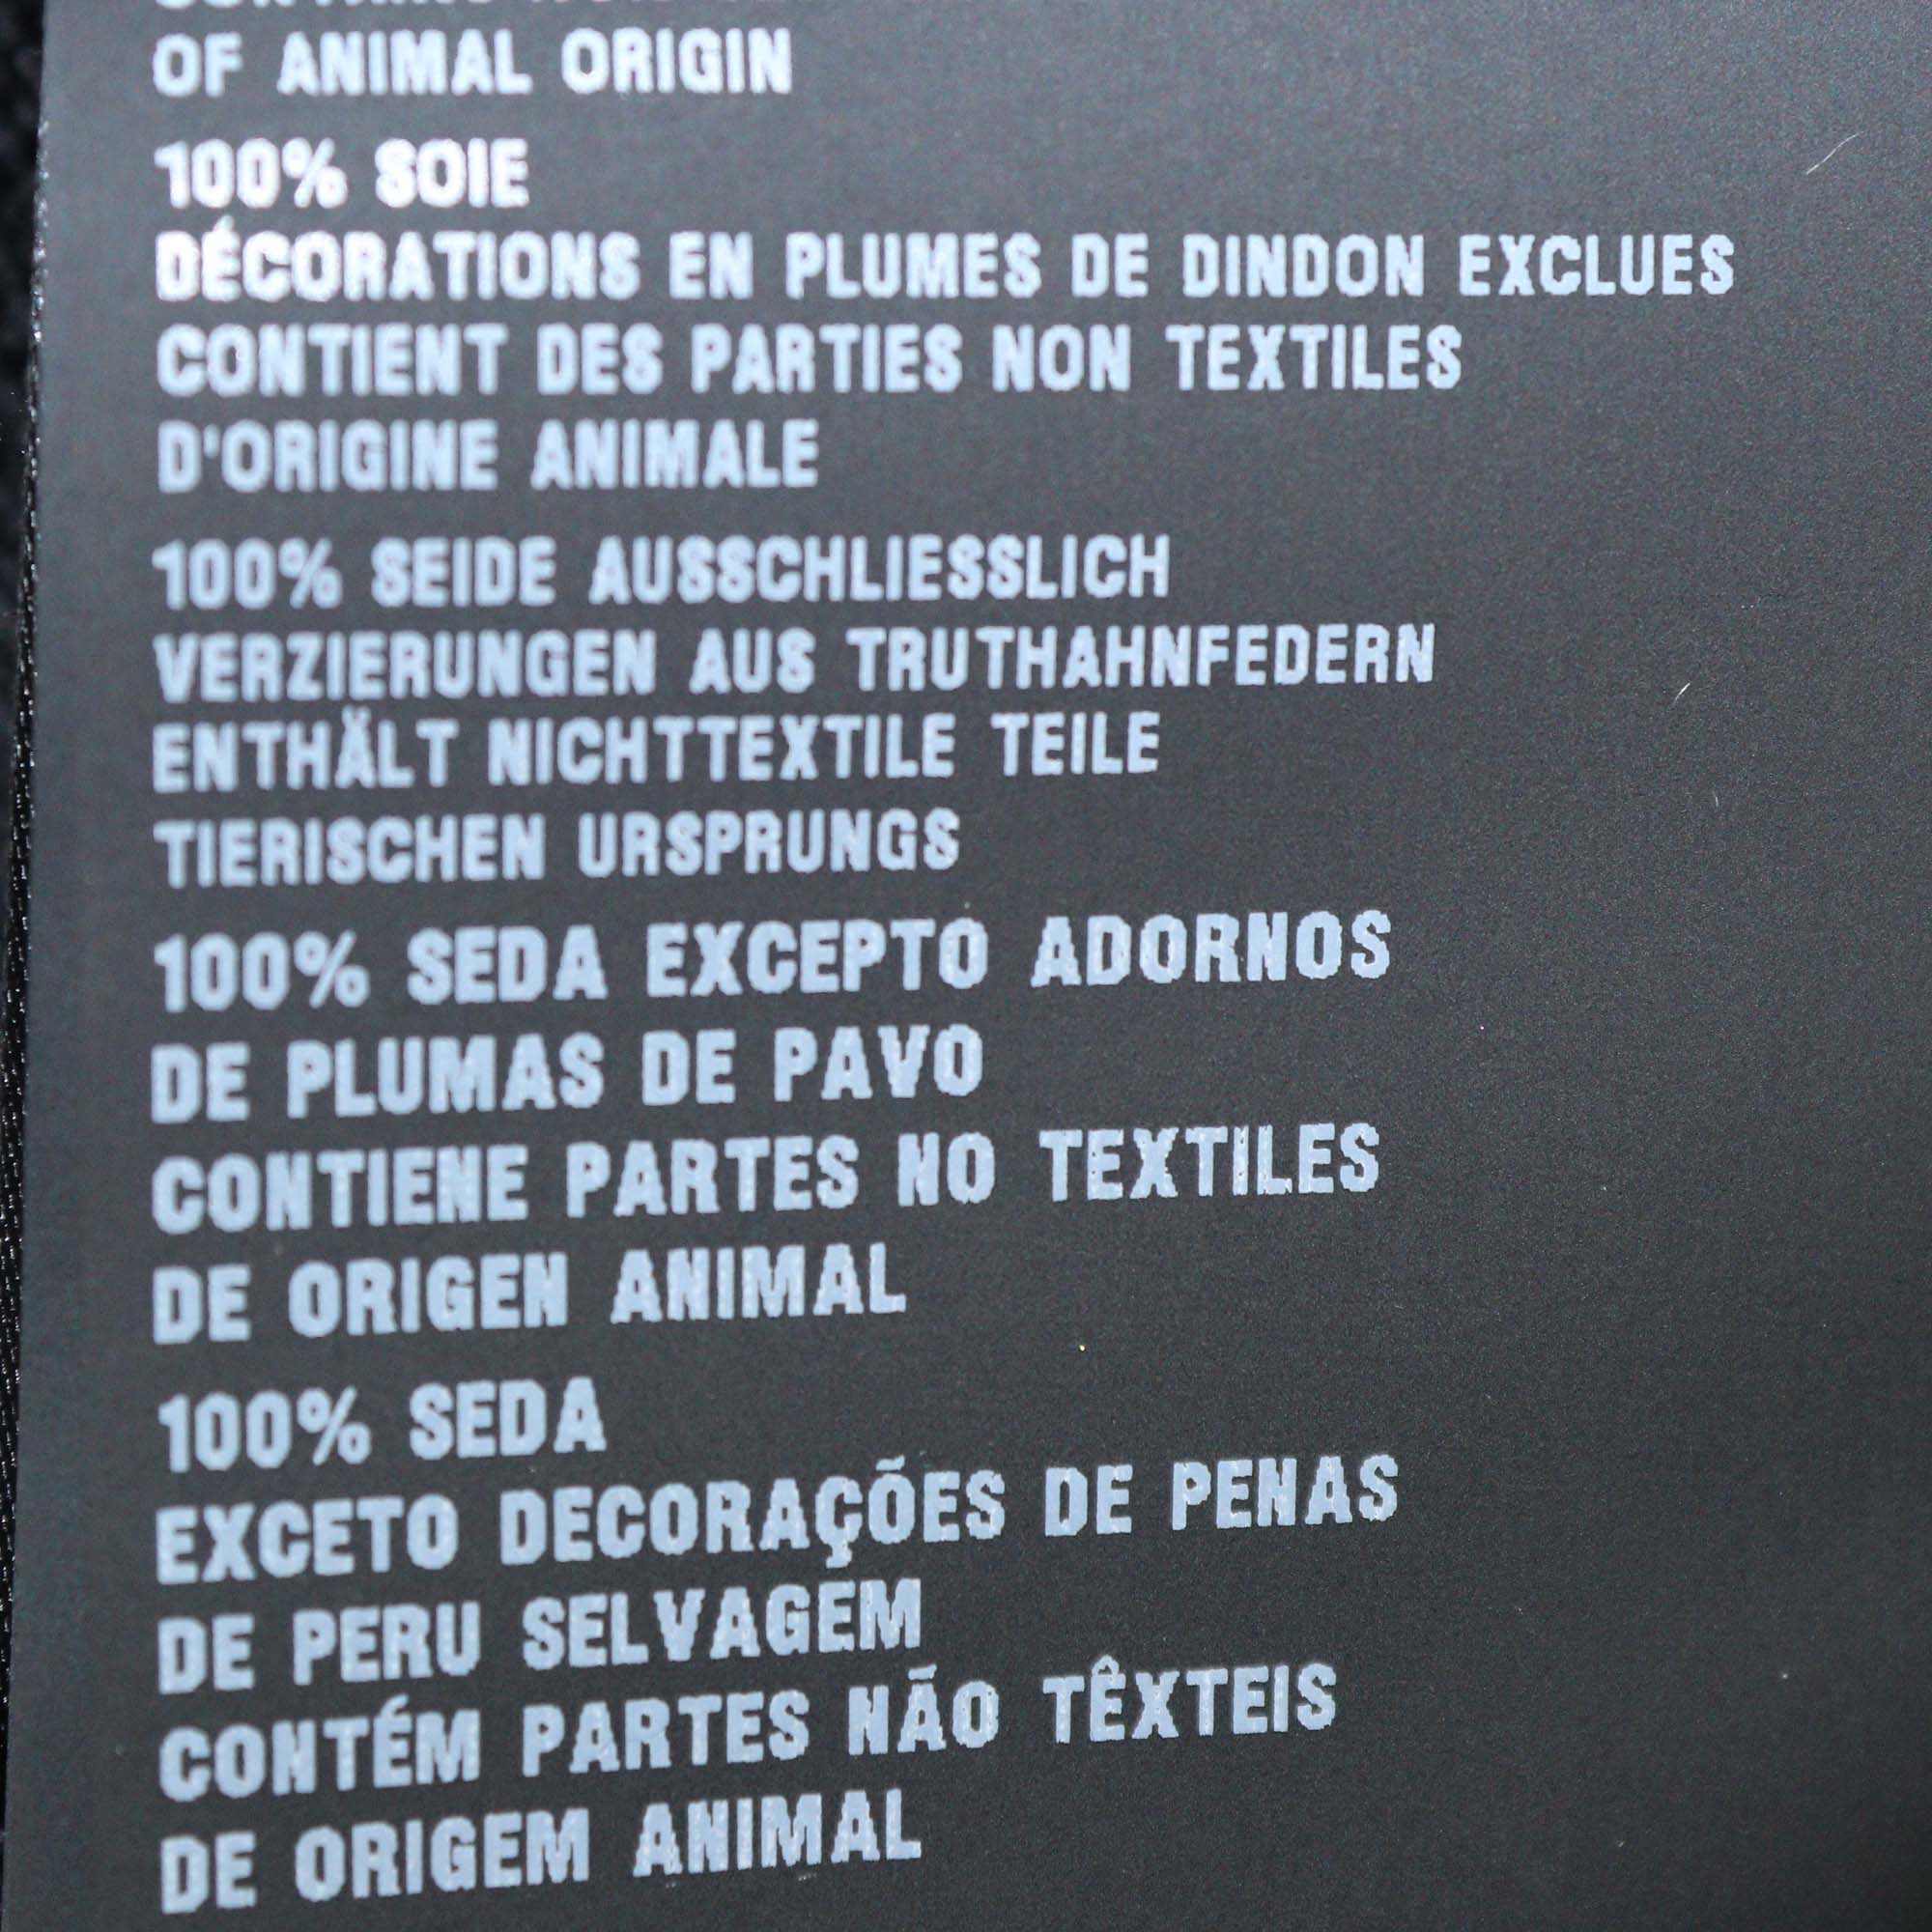 OF ANIMAL ORIGIN
100% SOIE
DÉCORATIONS EN PLUMES DE DINDON EXCLUES
CONTIENT DES PARTIES NON TEXTILES
D'ORIGINE ANIMALE
100% SEIDE AUSSCHLIESSLICH
VERZIERUNGEN AUS TRUTHAHNFEDERN
ENTHÄLT NICHTTEXTILE TEILE
TIERISCHEN URSPRUNGS
100% SEDA EXCEPTO ADORNOS
DE PLUMAS DE PAVO
CONTIENE PARTES NO TEXTILES
DE ORIGEN ANIMAL
100% SEDA
EXCETO DECORAÇÕES DE PENAS
DE PERU SELVAGEM
CONTÉM PARTES NÃO TÊXTEIS
DE ORIGEM ANIMAL